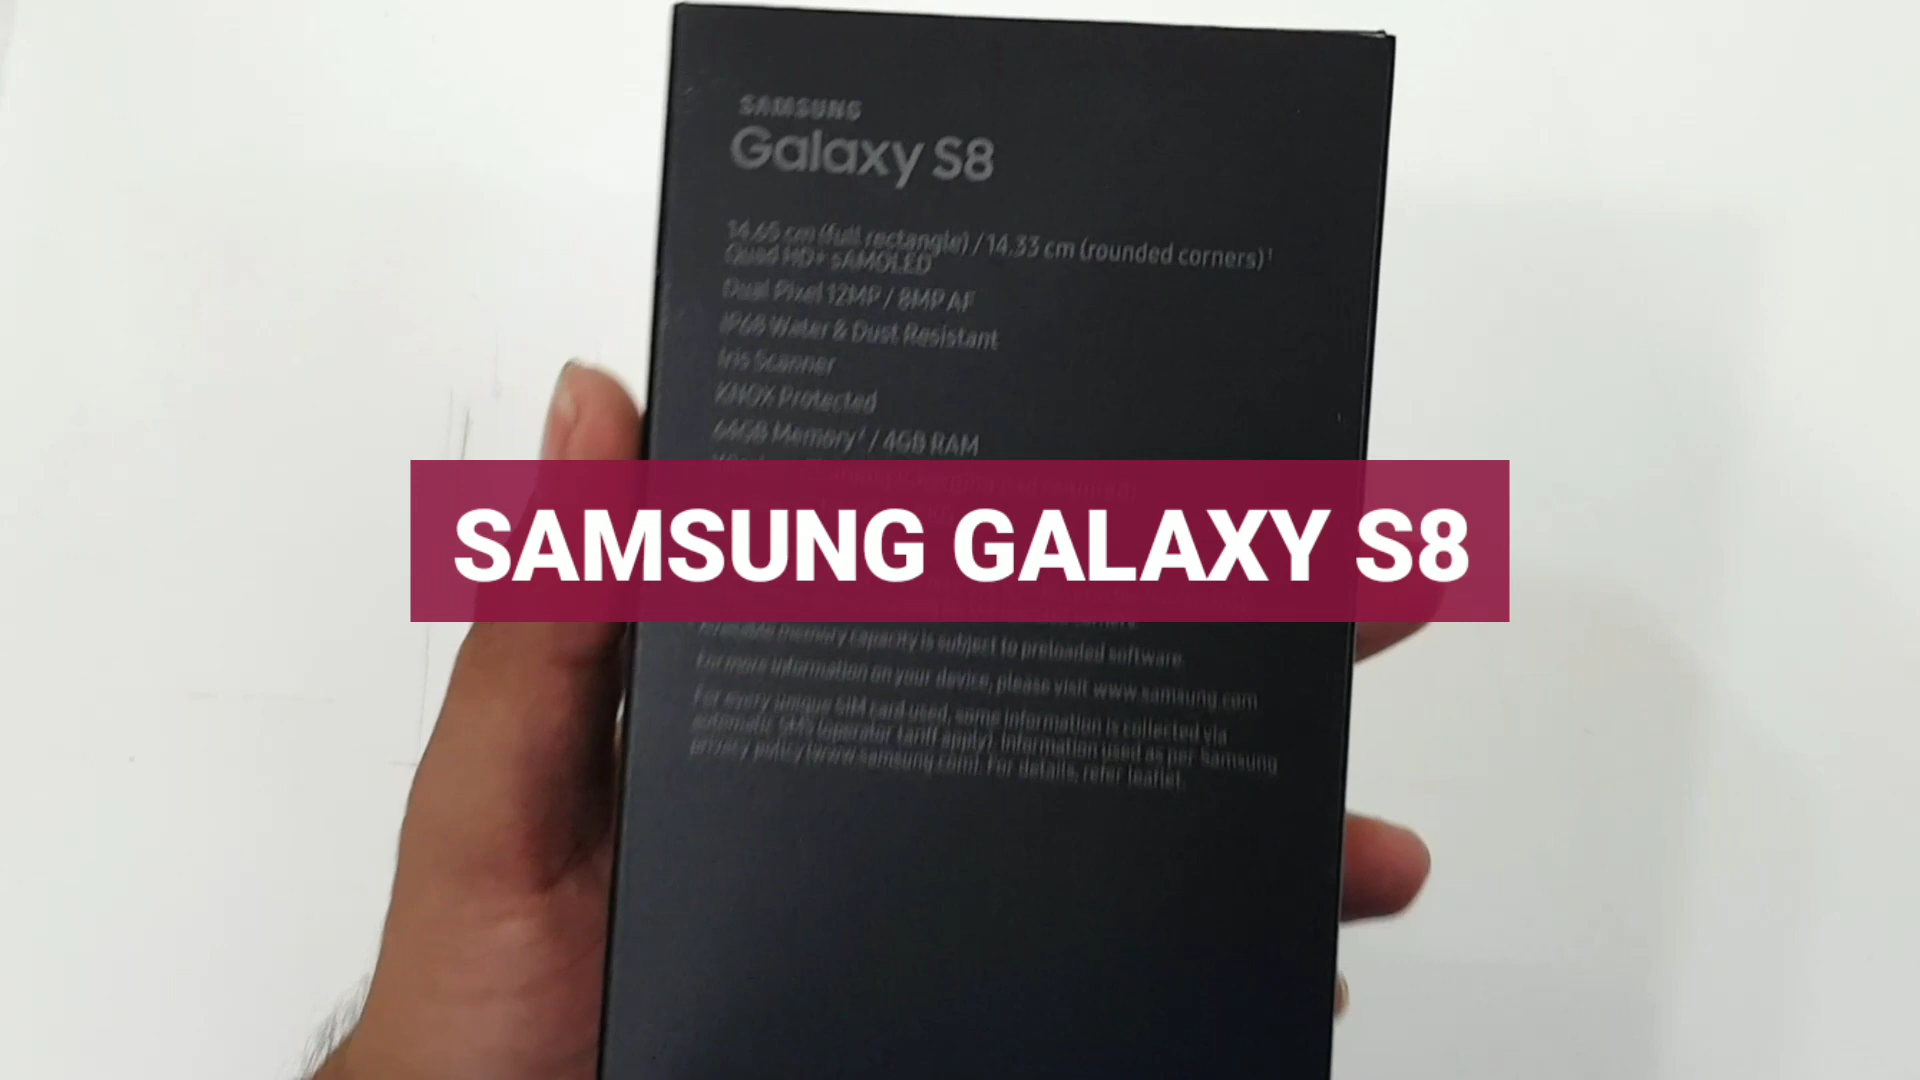 SAMSUNG
Galaxy S8
14.65 cm (full rectangle) / 14.33 cm (rounded corners)¹
Quad HD+ sAMOLED
Dual Pixel 12MP / 8MP AF
IP68 Water & Dust Resistant
Iris Scanner
KNOX Protected
64GB Memory² / 4GB RAM
SAMSUNG GALAXY S8
Available memory capacity is subject to preloaded software.
For more information on your device, please visit www.samsung.com
For every unique SIM card used, some information is collected via
automatic SMS (operator tariff apply). Information used as per Samsung
privacy policy (www.samsung.com). For details, refer leaflet.